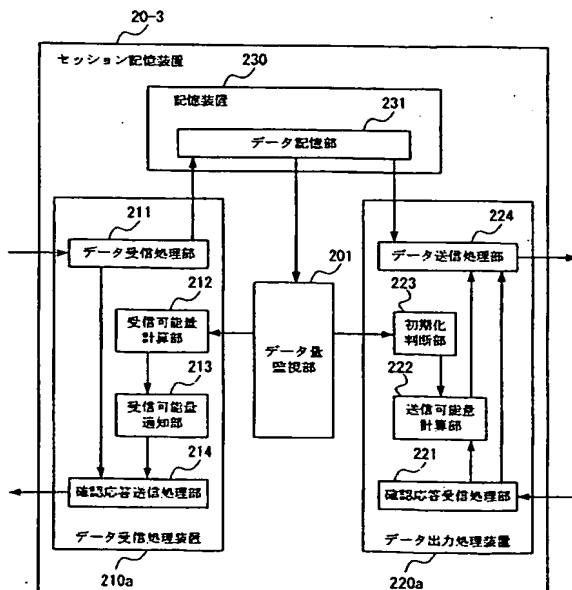 20-3
セッション記憶装置
230
記憶装置
231
データ記憶部
211
データ受信処理部
224
データ送信処理部
201
データ量
監視部
212
受信可能量
計算部
223
初期化
判断部
213
受信可能量
通知部
222
送信可能量
計算部
214
確認応答送信処理部
221
確認応答受信処理部
データ受信処理装置
データ出力処理装置
210a
220a